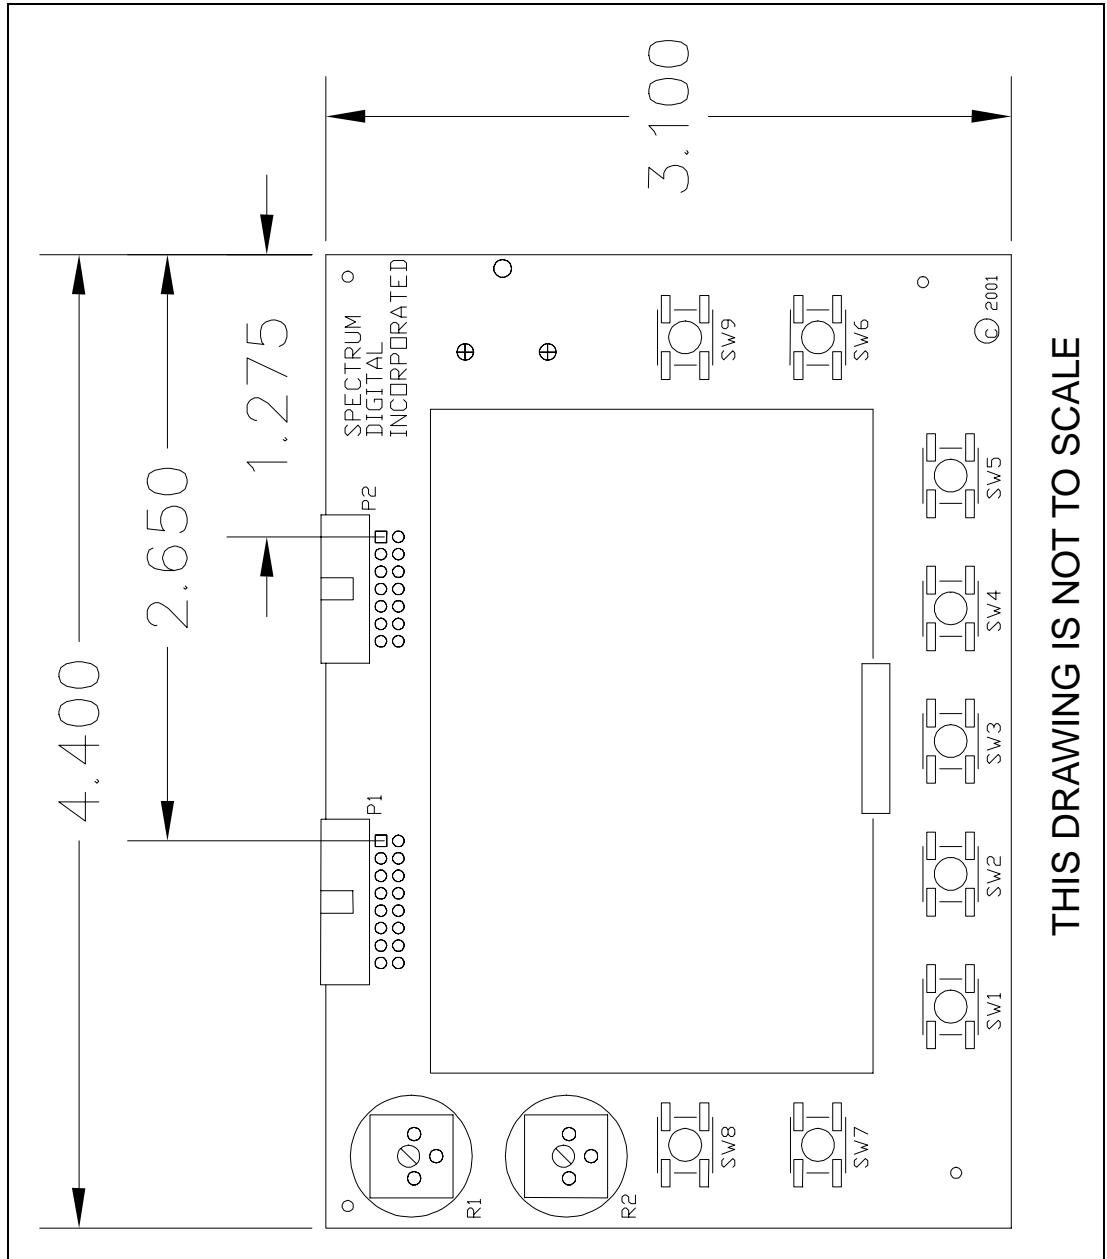 4.400
2.650
1.275
3.100
SPECTRUM
DIGITAL
INCORPORATED
P1
P2
R1
R2
SW9
SW6
SW8
SW7
SW1
SW2
SW3
SW4
SW5
© 2001
THIS DRAWING IS NOT TO SCALE